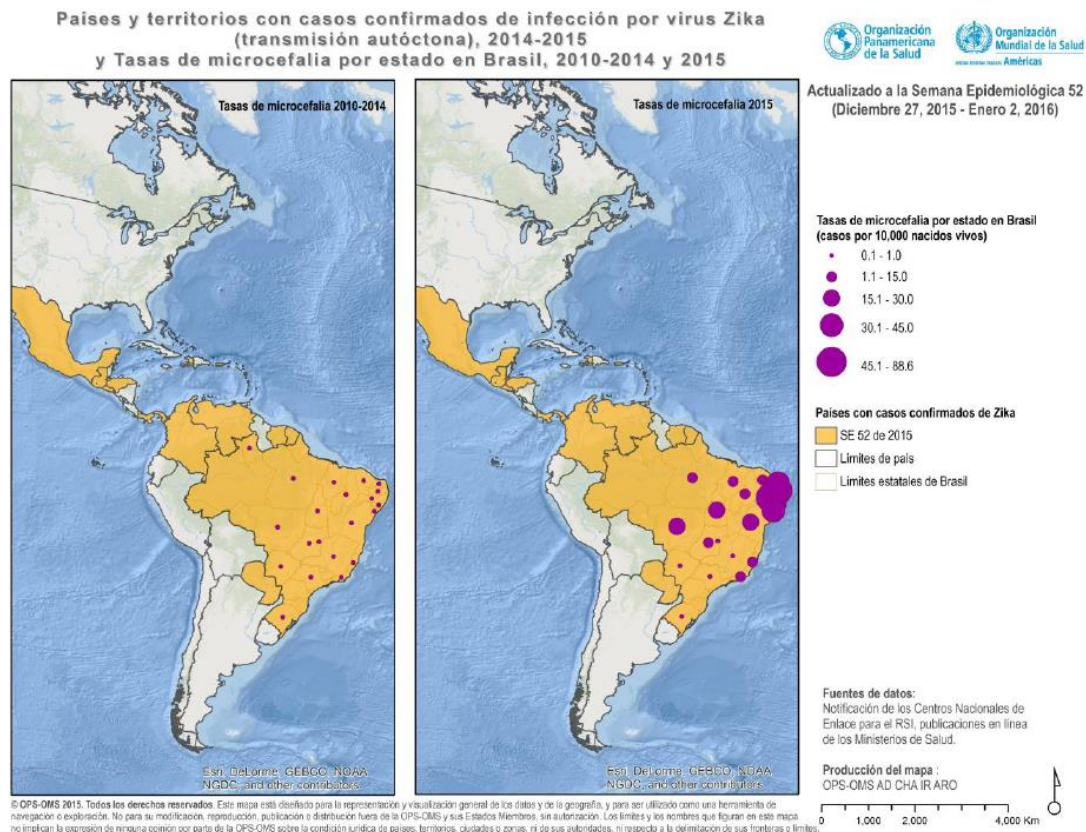 Países y territorios con casos confirmados de infección por virus Zika
(transmisión autóctona), 2014-2015
y Tasas de microcefalia por estado en Brasil, 2010-2014 y 2015
Organización
Panamericana
de la Salud
Organización
Mundial de la Salud
Américas
Actualizado a la Semana Epidemiológica 52
(Diciembre 27, 2015 - Enero 2, 2016)
Tasas de microcefalia 2010-2014
Tasas de microcefalia 2015
Tasas de microcefalia por estado en Brasil
(casos por 10,000 nacidos vivos)
0.1 - 1.0
1.1 - 15.0
15.1 - 30.0
30.1 - 45.0
45.1 - 88.6
Países con casos confirmados de Zika
SE 52 de 2015
Limites de país
Limites estatales de Brasil
Esri, DeLorme, GEBCO, NOAA
NGDC, and other contributors
Esri, DeLorme, GEBCO, NOAA
NGDC, and other contributors
Fuentes de datos:
Notificación de los Centros Nacionales de
Enlace para el RSI, publicaciones en línea
de los Ministerios de Salud.
Producción del mapa :
OPS-OMS AD CHA IR ARO
0 1,000 2,000 4,000 Km
© OPS-OMS 2015. Todos los derechos reservados. Este mapa está diseñado para la representación y visualización general de los datos y de la geografía, y para ser utilizado como una herramienta de
navegación o exploración. No para su modificación, reproducción, publicación o distribución fuera de la OPS-OMS y sus Estados Miembros, sin autorización. Los límites y los nombres que figuran en este mapa
no implican la expresión de ninguna opinión por parte de la OPS-OMS sobre la condición jurídica de países, territorios, ciudades o zonas, ni de sus autoridades, ni respecto a la delimitación de sus fronteras o límites.